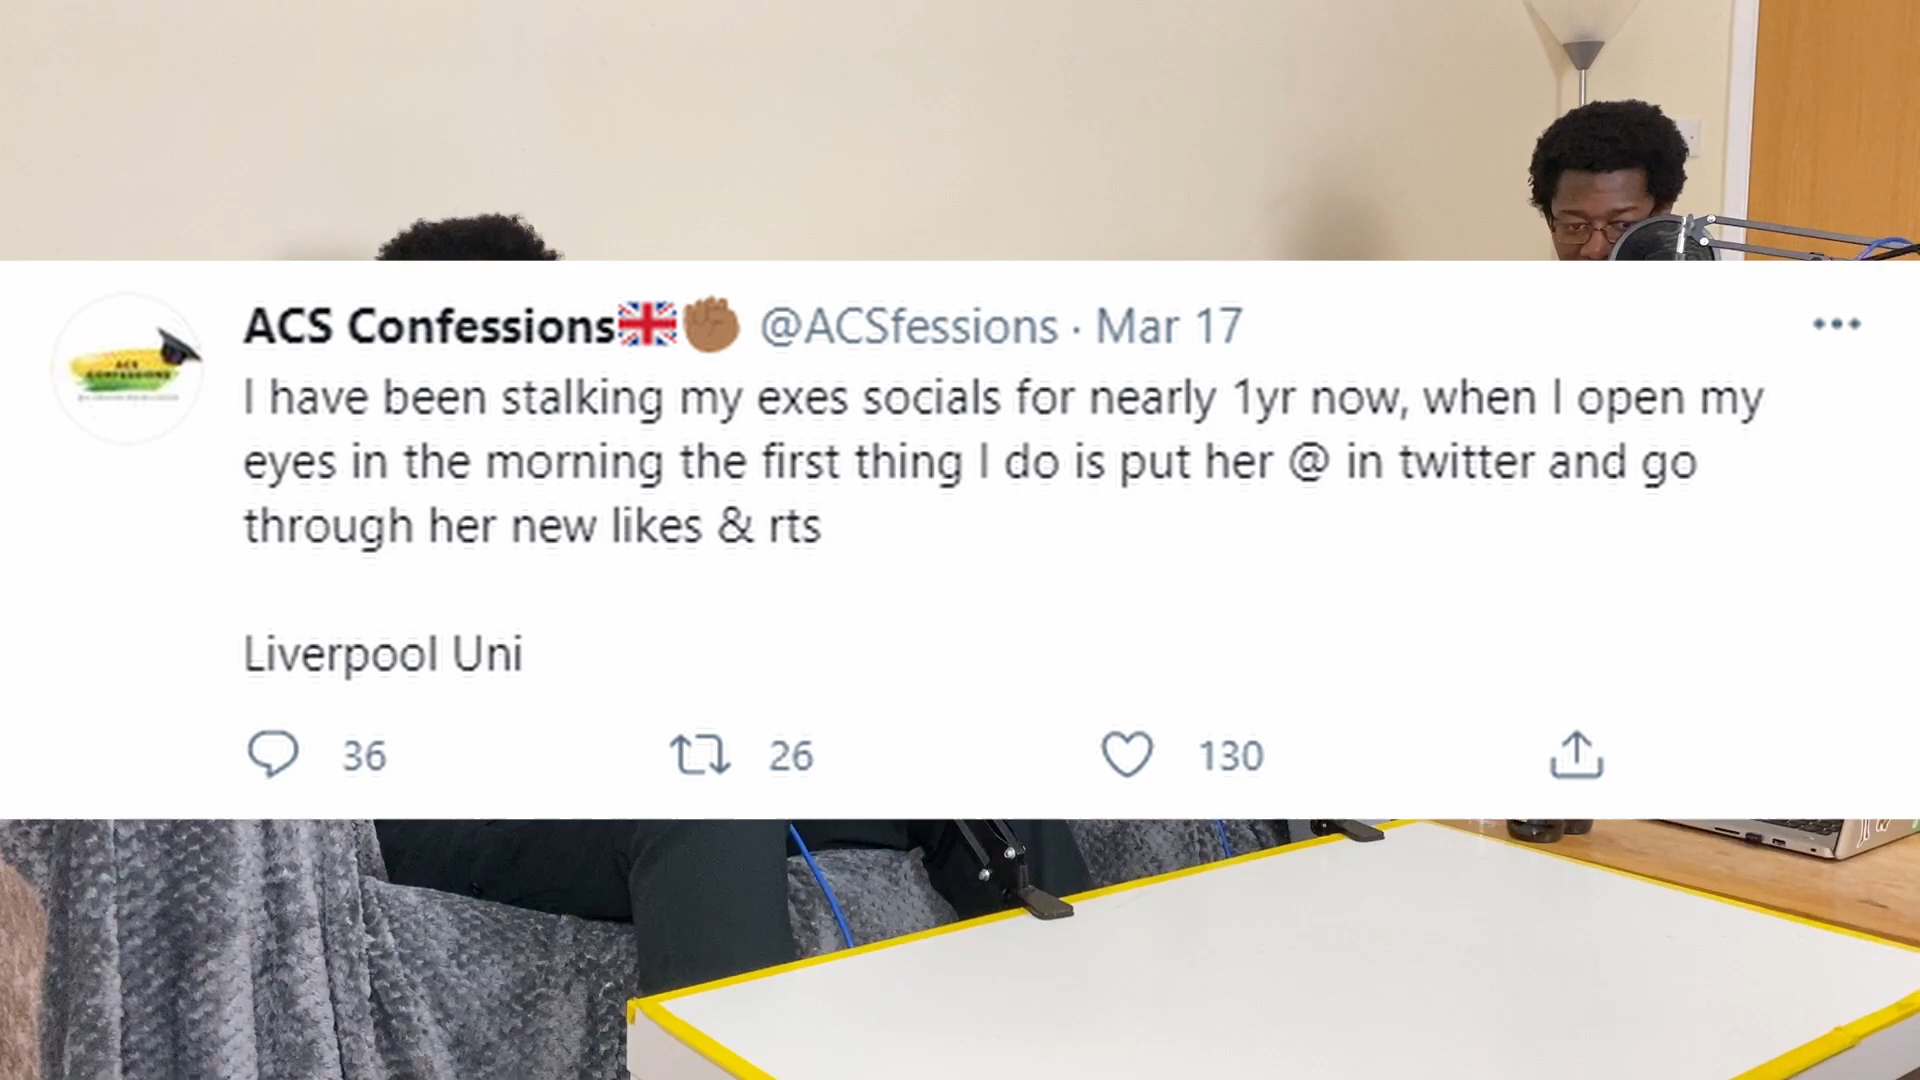 ACS Confessions🇬🇧✊🏾 @ACSfessions · Mar 17
I have been stalking my exes socials for nearly 1yr now, when I open my
eyes in the morning the first thing I do is put her @ in twitter and go
through her new likes & rts
Liverpool Uni
36 26 130
ACS
CONFESSIONS